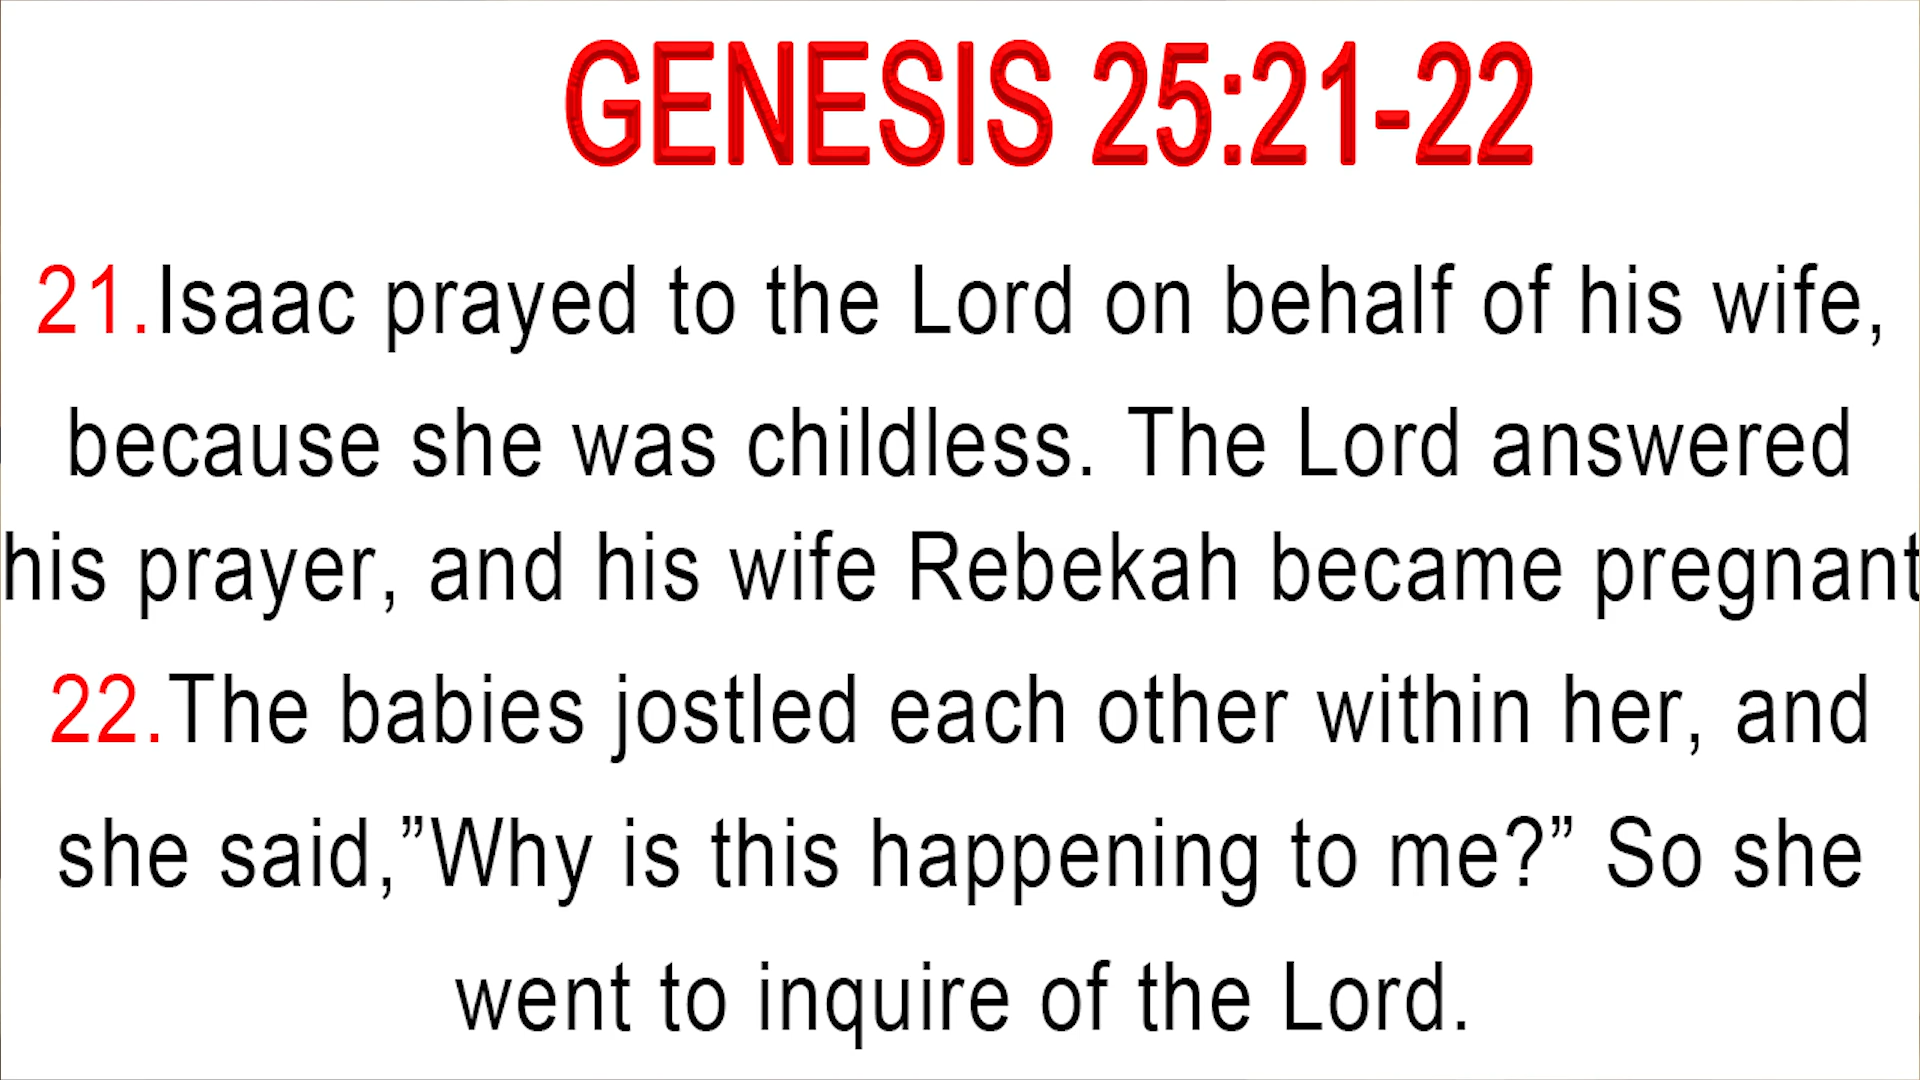 GENESIS 25:21-22
21.Isaac prayed to the Lord on behalf of his wife,
because she was childless. The Lord answered
his prayer, and his wife Rebekah became pregnant
22.The babies jostled each other within her, and
she said,”Why is this happening to me?” So she
went to inquire of the Lord.